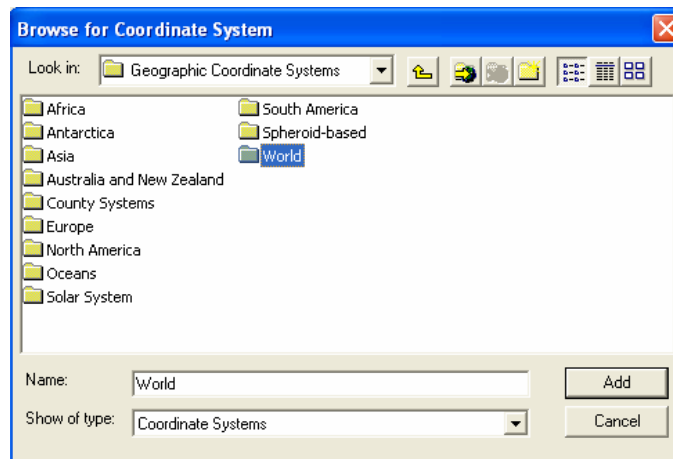 Browse for Coordinate System
Look in: Geographic Coordinate Systems
Africa
Antarctica
Asia
Australia and New Zealand
County Systems
Europe
North America
Oceans
Solar System
South America
Spheroid-based
World
Name: World
Add
Show of type: Coordinate Systems
Cancel